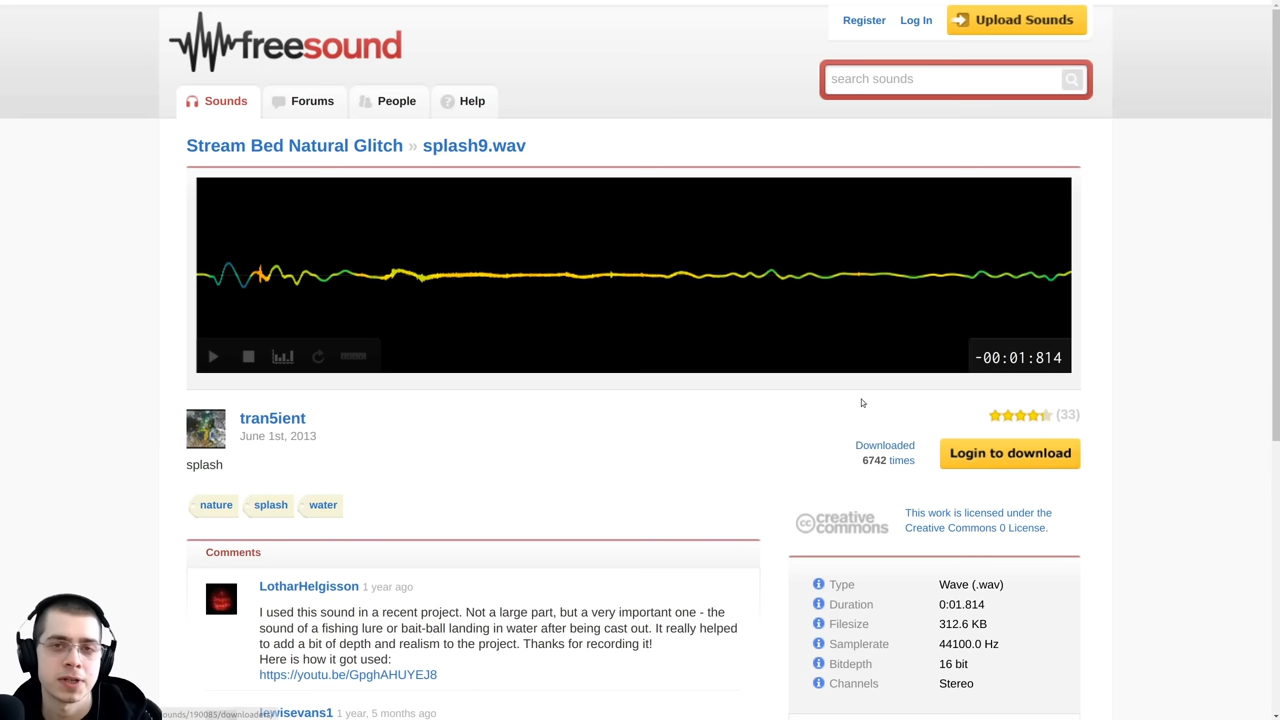 Register
Log In
Upload Sounds
freesound
search sounds
Sounds
Forums
People
Help
Stream Bed Natural Glitch » splash9.wav
-00:01:814
tran5ient
June 1st, 2013
(33)
splash
Downloaded
6742 times
Login to download
nature
splash
water
cc creative commons
This work is licensed under the
Creative Commons 0 License.
Comments
LotharHelgisson 1 year ago
I used this sound in a recent project. Not a large part, but a very important one - the
sound of a fishing lure or bait-ball landing in water after being cast out. It really helped
to add a bit of depth and realism to the project. Thanks for recording it!
Here is how it got used:
https://youtu.be/GpghAHUYEJ8
Type Wave (.wav)
Duration 0:01.814
Filesize 312.6 KB
Samplerate 44100.0 Hz
Bitdepth 16 bit
Channels Stereo
1 year, 5 months ago